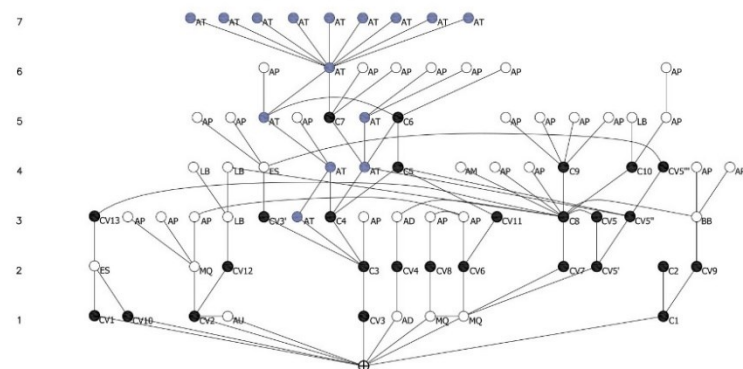 7 AT AT AT AT AT AT AT AT AT
6 AP AT AP AP AP AP AP
5 AP AP AT C7 AT C6 AP AP AP AP LB AP
AP
4 LB LB ES AT AT C5 AM AP AP C9 C10 CV5''' AP AP
3 CV13 AP AP AP LB CV3' AT C4 AP AD AP AP CV11 C8 CV5 CV5'' BB
2 ES MQ CV12 C3 CV4 CV8 CV6 CV7 CV5' C2 CV9
1 CV1 CV10 CV2 AU CV3 AD MQ MQ C1